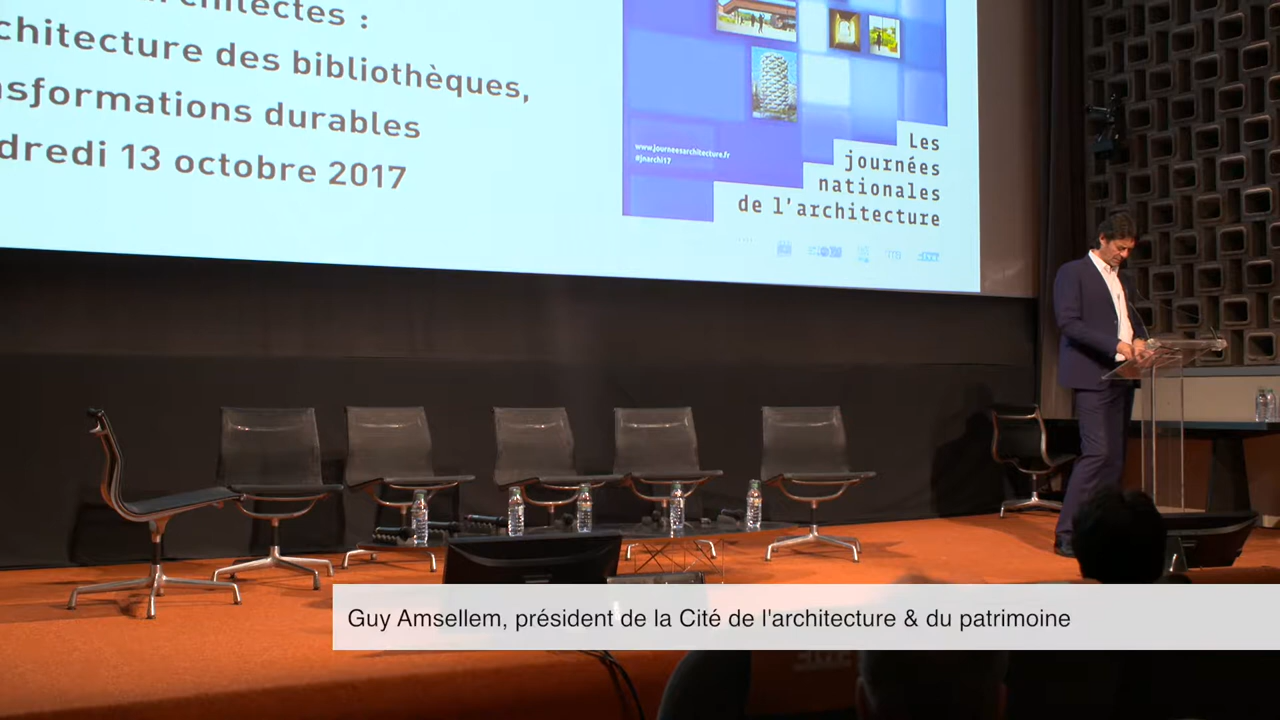 architectes :
chitecture des bibliothèques,
nsformations durables
dredi 13 octobre 2017
www.journeesarchitecture.fr
#jnarchi17
Les
journées
nationales
de l'architecture
Guy Amsellem, président de la Cité de l'architecture & du patrimoine